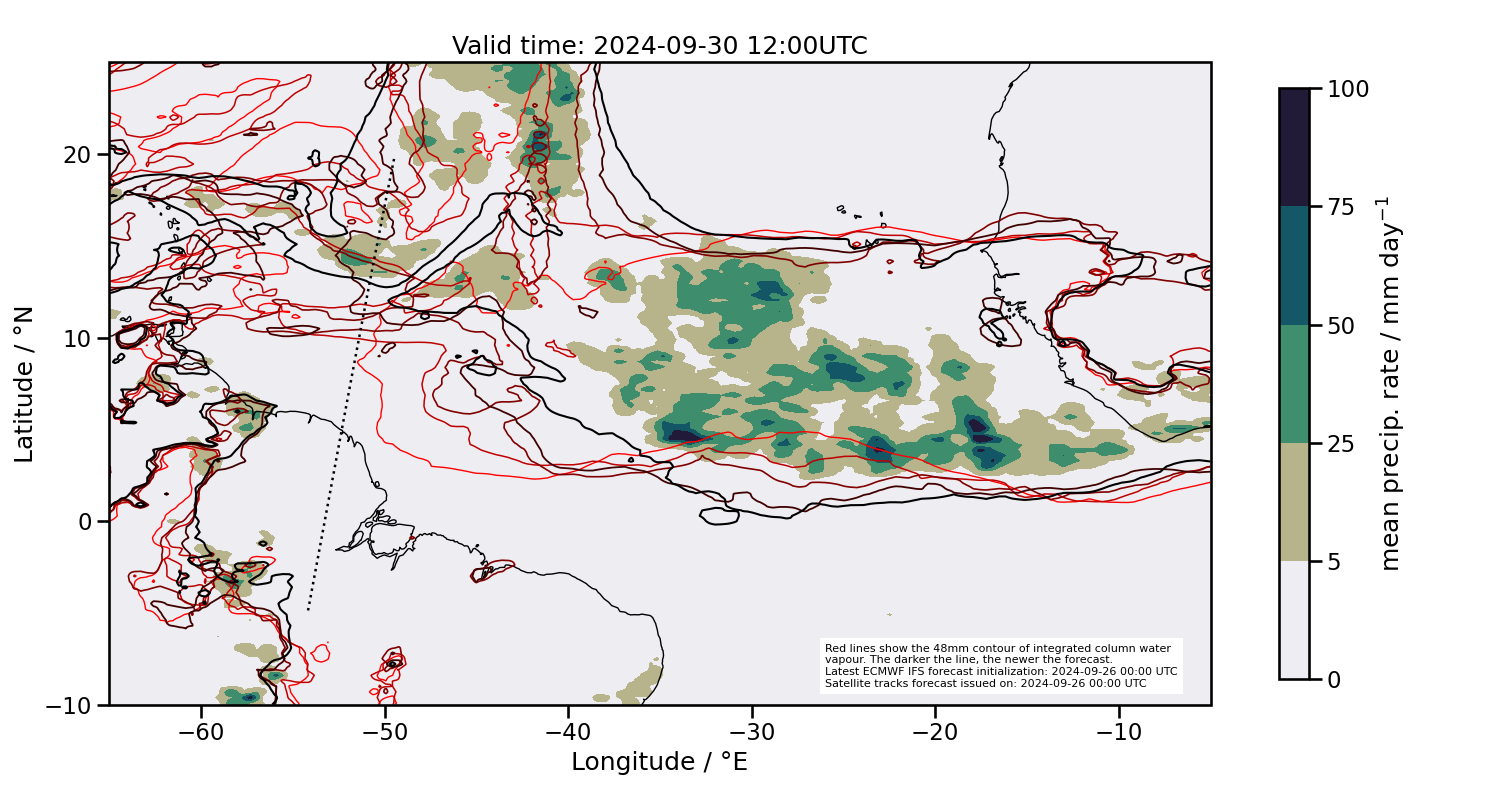 Valid time: 2024-09-30 12:00UTC
20
10
0
−10
Latitude / °N
−60
−50
−40
−30
−20
−10
Longitude / °E
Red lines show the 48mm contour of integrated column water
vapour. The darker the line, the newer the forecast.
Latest ECMWF IFS forecast initialization: 2024-09-26 00:00 UTC
Satellite tracks forecast issued on: 2024-09-26 00:00 UTC
100
75
50
25
5
0
mean precip. rate / mm day⁻¹